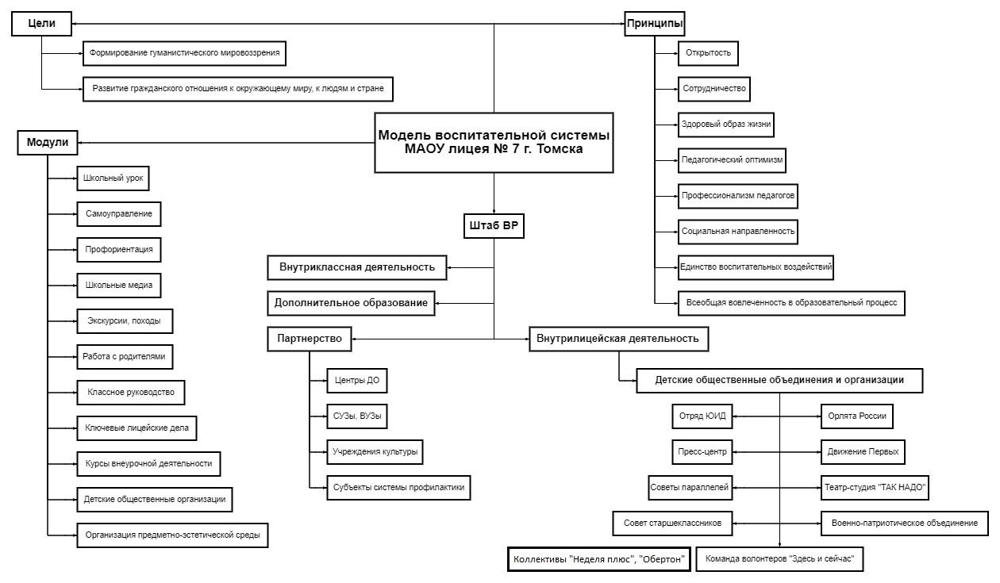 Цели
Формирование гуманистического мировоззрения
Развитие гражданского отношения к окружающему миру, к людям и стране
Принципы
Открытость
Сотрудничество
Здоровый образ жизни
Педагогический оптимизм
Профессионализм педагогов
Социальная направленность
Единство воспитательных воздействий
Всеобщая вовлеченность в образовательный процесс
Модель воспитательной системы
МАОУ лицея № 7 г. Томска
Модули
Школьный урок
Самоуправление
Профориентация
Школьные медиа
Экскурсии, походы
Работа с родителями
Классное руководство
Ключевые лицейские дела
Курсы внеурочной деятельности
Детские общественные организации
Организация предметно-эстетической среды
Штаб ВР
Внутриклассная деятельность
Дополнительное образование
Партнерство
Центры ДО
СУЗы, ВУЗы
Учреждения культуры
Субъекты системы профилактики
Внутрилицейская деятельность
Детские общественные объединения и организации
Отряд ЮИД
Орлята России
Пресс-центр
Движение Первых
Советы параллелей
Театр-студия "ТАК НАДО"
Совет старшеклассников
Военно-патриотическое объединение
Коллективы "Неделя плюс", "Обертон"
Команда волонтеров "Здесь и сейчас"